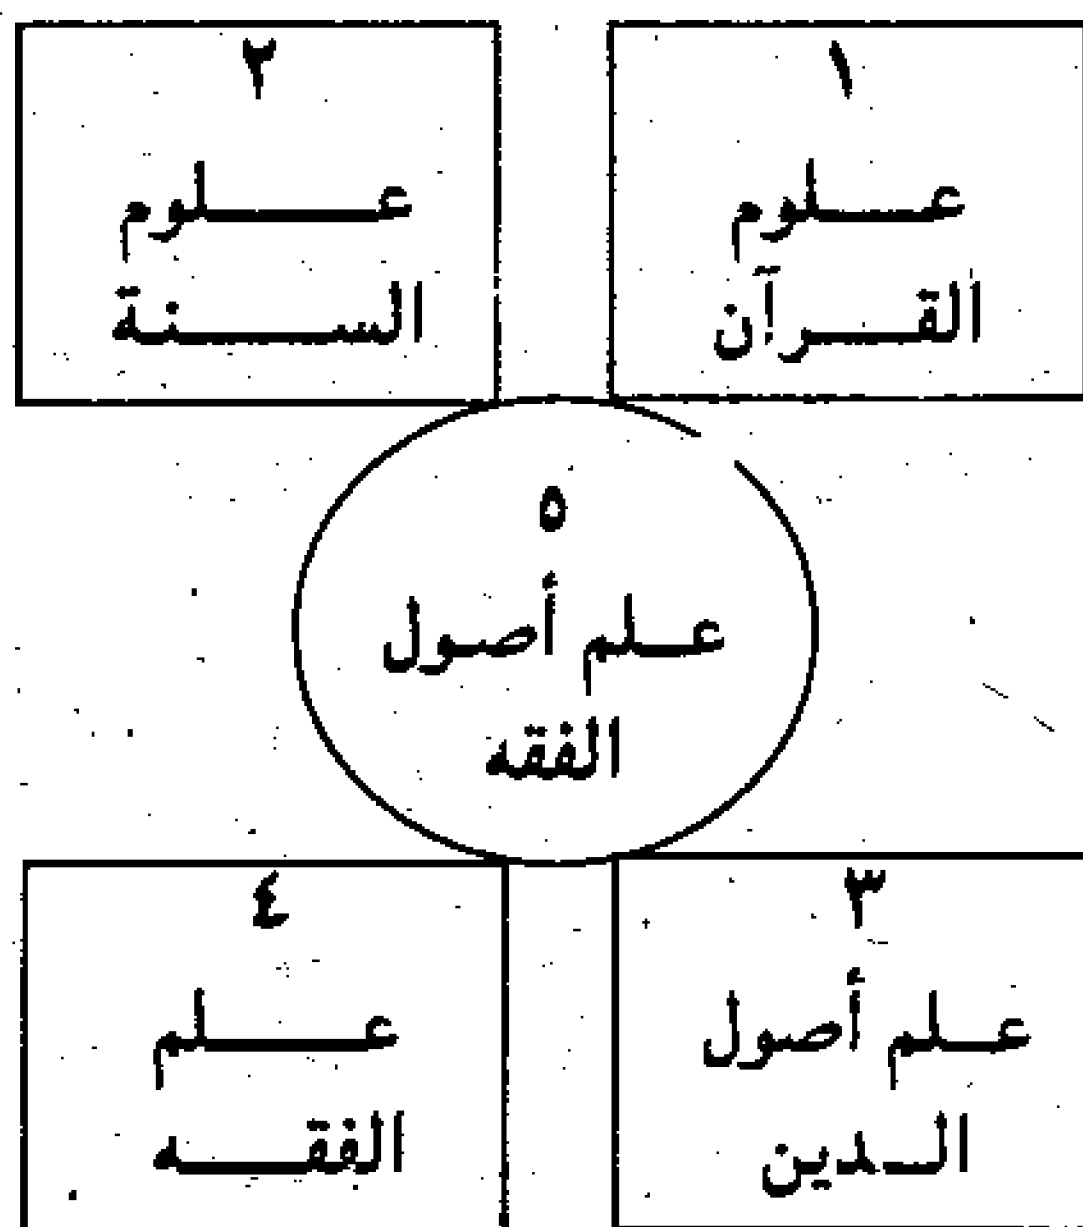 ١
علوم
القرآن
٢
علوم
السنة
٥
علم أصول
الفقه
٣
علم أصول
الدين
٤
علم
الفقه